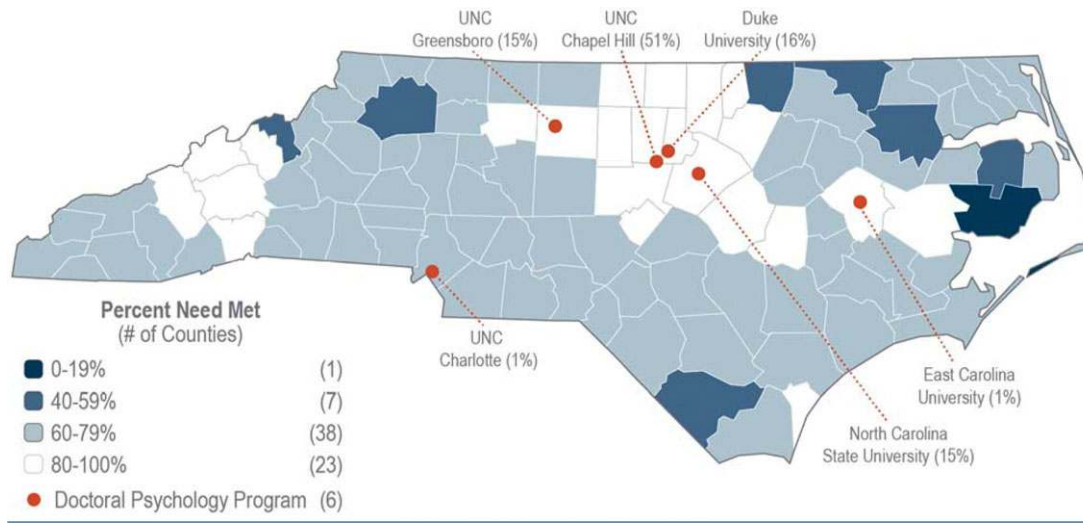 UNC
Greensboro (15%)
UNC
Chapel Hill (51%)
Duke
University (16%)
Percent Need Met
(# of Counties)
0-19% (1)
40-59% (7)
60-79% (38)
80-100% (23)
Doctoral Psychology Program (6)
UNC
Charlotte (1%)
East Carolina
University (1%)
North Carolina
State University (15%)